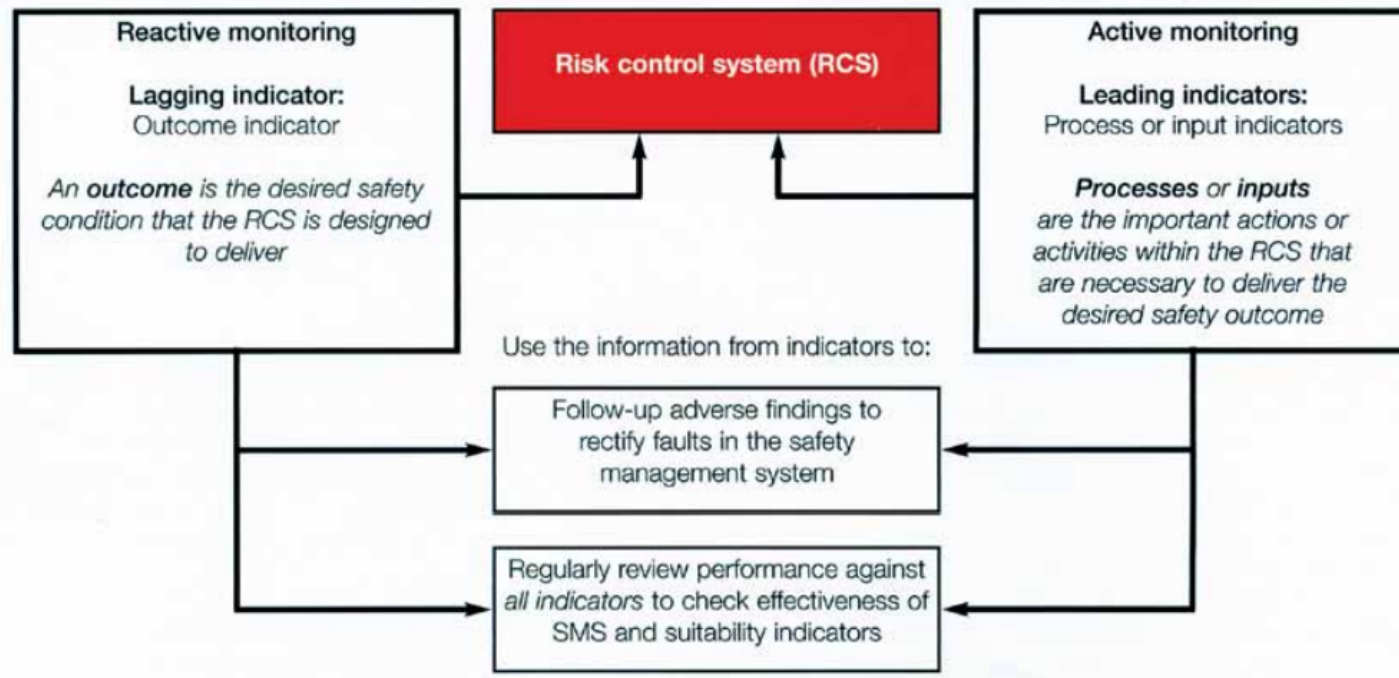 Reactive monitoring
Lagging indicator:
Outcome indicator
An outcome is the desired safety
condition that the RCS is designed
to deliver
Risk control system (RCS)
Active monitoring
Leading indicators:
Process or input indicators
Processes or inputs
are the important actions or
activities within the RCS that
are necessary to deliver the
desired safety outcome
Use the information from indicators to:
Follow-up adverse findings to
rectify faults in the safety
management system
Regularly review performance against
all indicators to check effectiveness of
SMS and suitability indicators